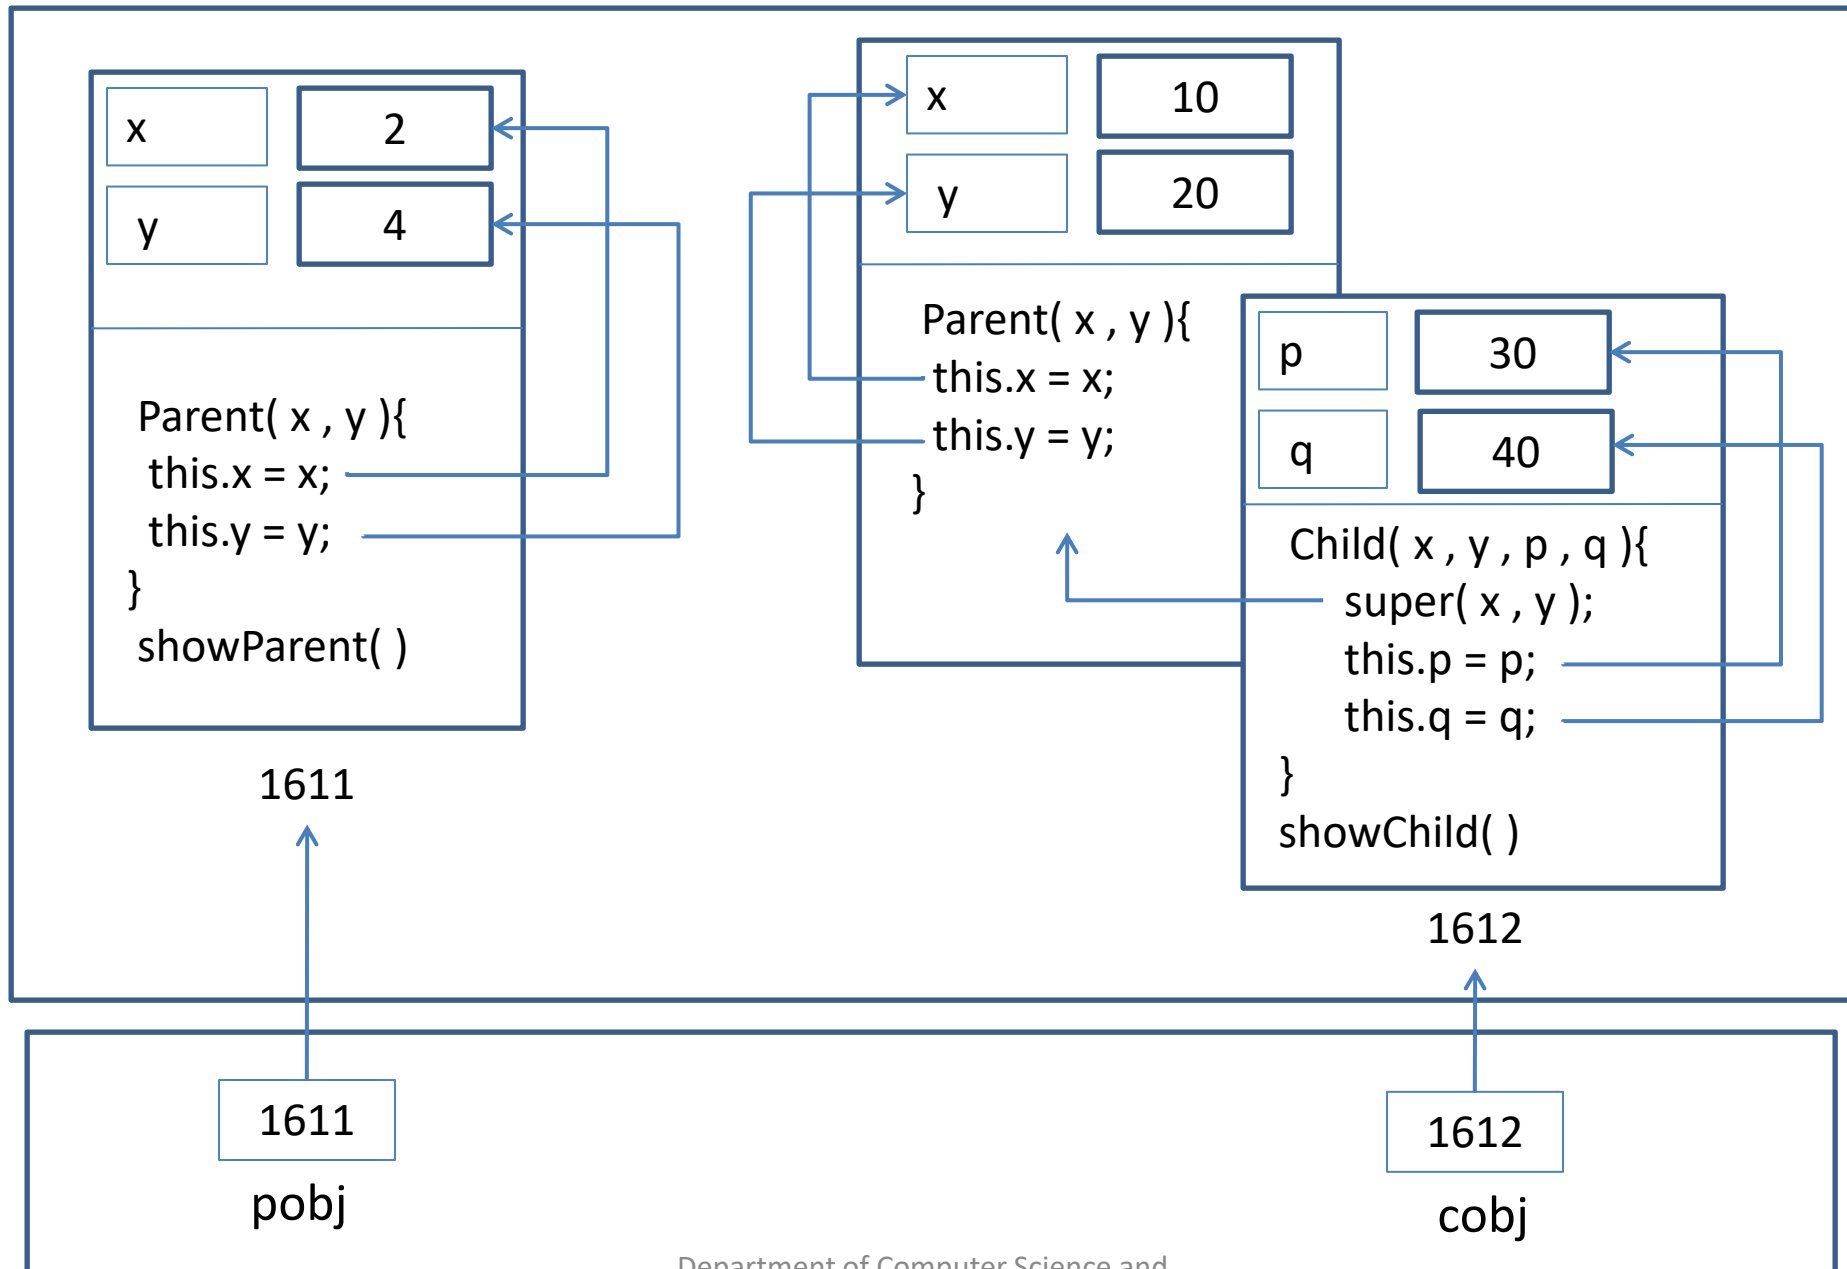 x 2
y 4
Parent( x , y ){
this.x = x;
this.y = y;
}
showParent( )
1611
x 10
y 20
Parent( x , y ){
this.x = x;
this.y = y;
}
p 30
q 40
Child( x , y , p , q ){
super( x , y );
this.p = p;
this.q = q;
}
showChild( )
1612
1611
pobj
1612
cobj
Department of Computer Science and